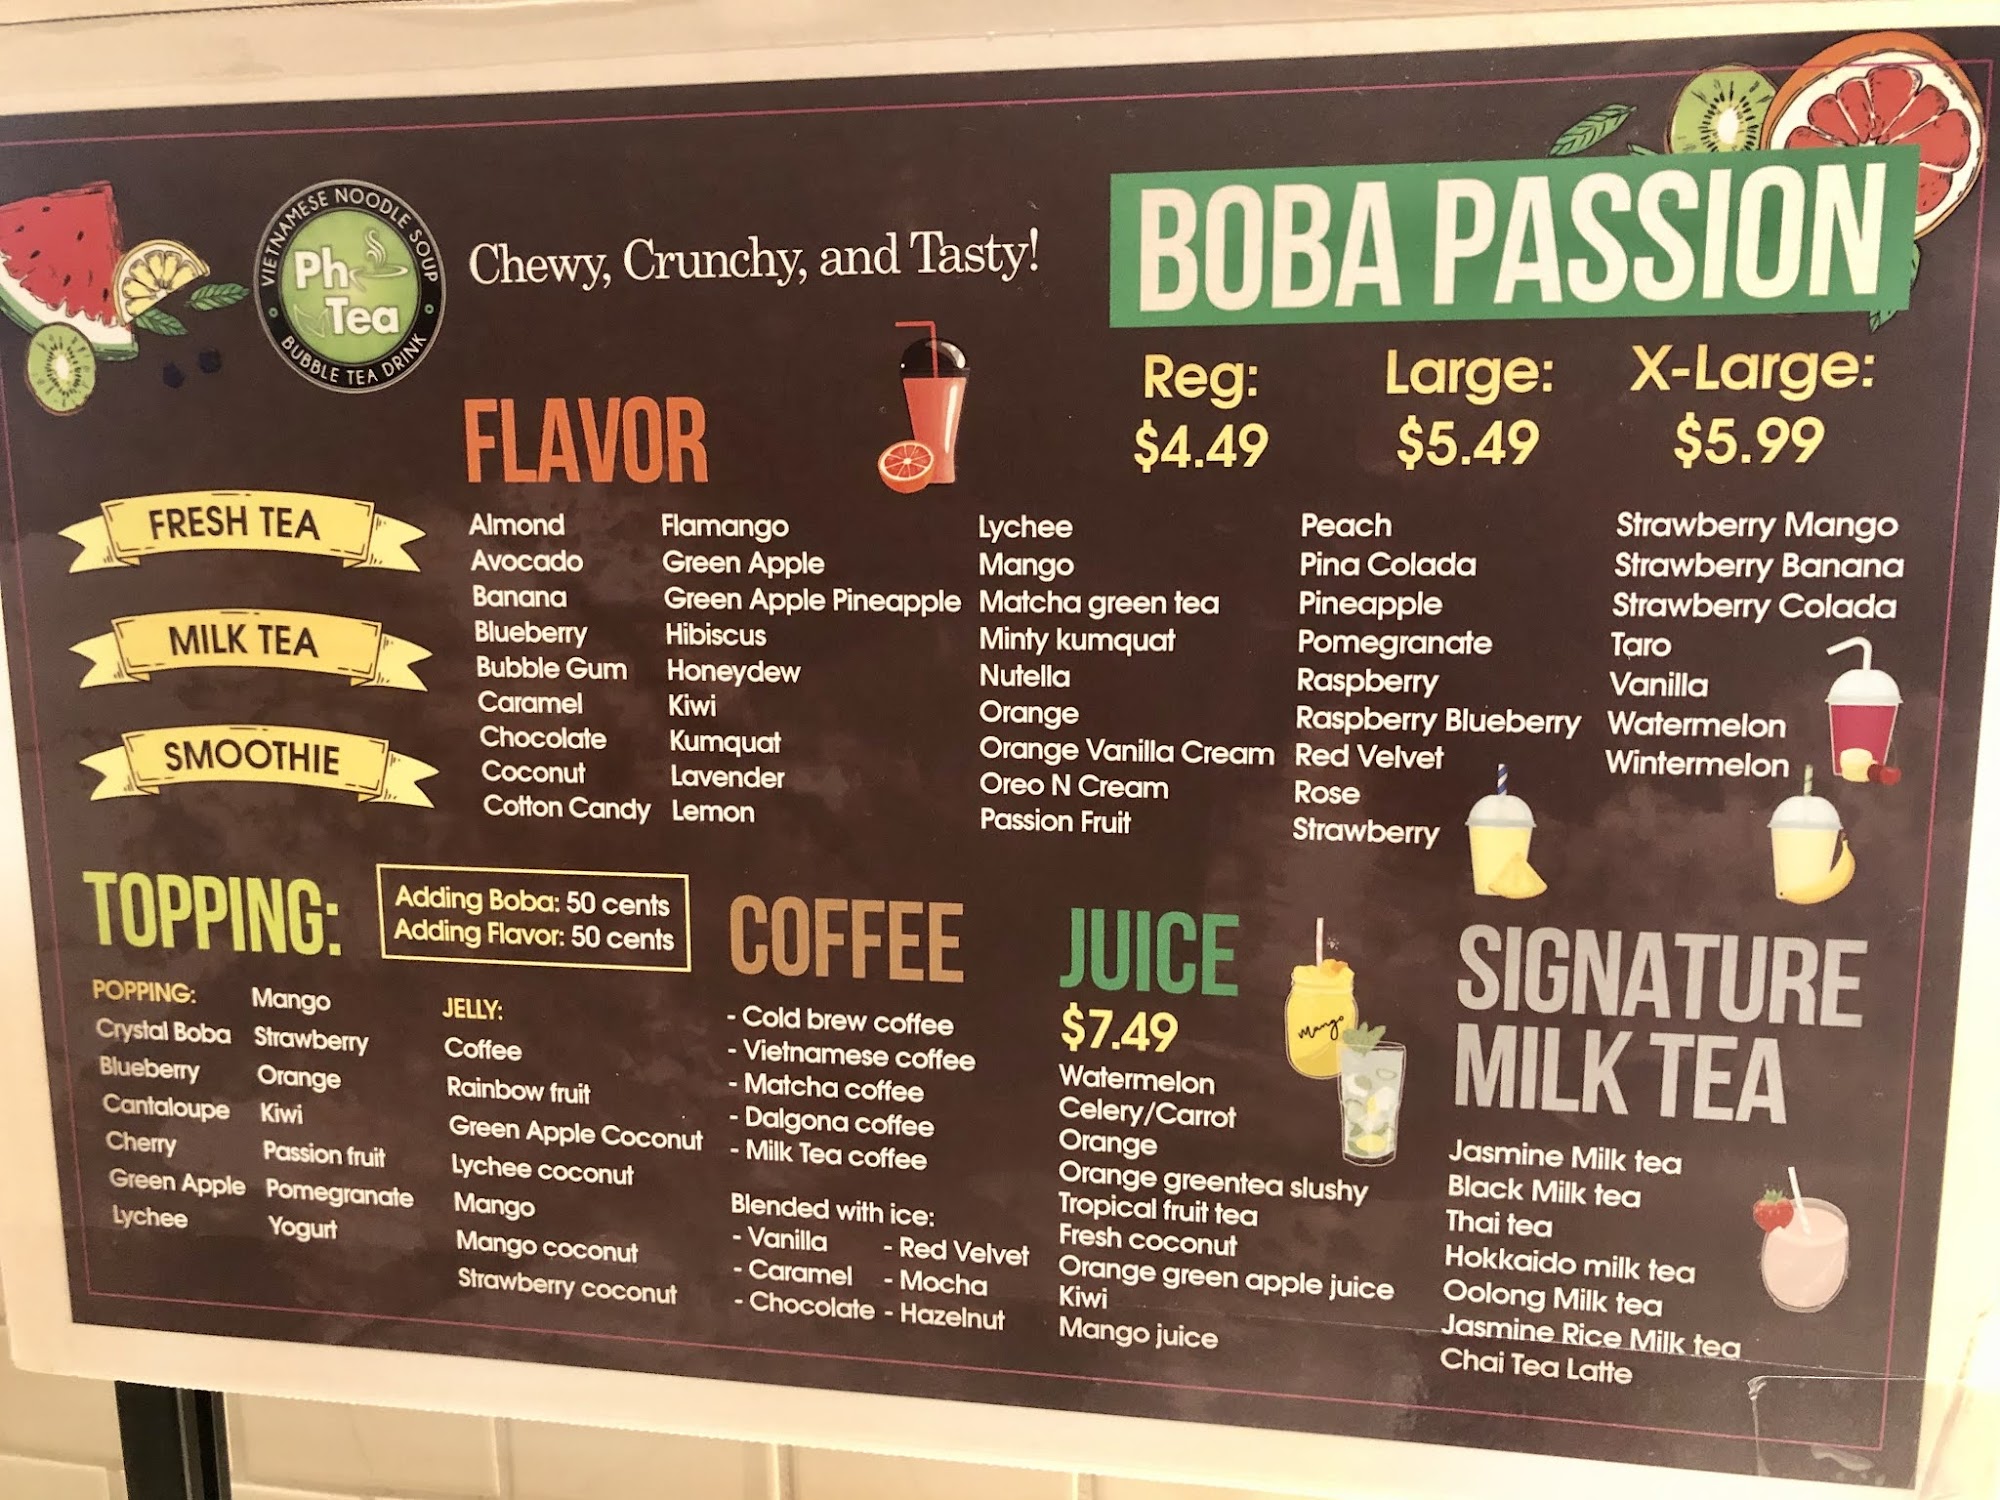 VIETNAMESE NOODLE SOUP
Pho
Tea
BUBBLE TEA DRINK
Chewy, Crunchy, and Tasty!
BOBA PASSION
Reg:
$4.49
Large:
$5.49
X-Large:
$5.99
FRESH TEA
MILK TEA
SMOOTHIE
FLAVOR
Almond
Avocado
Banana
Blueberry
Bubble Gum
Caramel
Chocolate
Coconut
Cotton Candy
Flamango
Green Apple
Green Apple Pineapple
Hibiscus
Honeydew
Kiwi
Kumquat
Lavender
Lemon
Lychee
Mango
Matcha green tea
Minty kumquat
Nutella
Orange
Orange Vanilla Cream
Oreo N Cream
Passion Fruit
Peach
Pina Colada
Pineapple
Pomegranate
Raspberry
Raspberry Blueberry
Red Velvet
Rose
Strawberry
Strawberry Mango
Strawberry Banana
Strawberry Colada
Taro
Vanilla
Watermelon
Wintermelon
TOPPING:
Adding Boba: 50 cents
Adding Flavor: 50 cents
POPPING:
Crystal Boba
Blueberry
Cantaloupe
Cherry
Green Apple
Lychee
Mango
Strawberry
Orange
Kiwi
Passion fruit
Pomegranate
Yogurt
JELLY:
Coffee
Rainbow fruit
Green Apple Coconut
Lychee coconut
Mango
Mango coconut
Strawberry coconut
COFFEE
- Cold brew coffee
- Vietnamese coffee
- Matcha coffee
- Dalgona coffee
- Milk Tea coffee
Blended with ice:
- Vanilla
- Caramel
- Chocolate
- Red Velvet
- Mocha
- Hazelnut
JUICE
$7.49
Watermelon
Celery/Carrot
Orange
Orange greentea slushy
Tropical fruit tea
Fresh coconut
Orange green apple juice
Kiwi
Mango juice
Mango
SIGNATURE
MILK TEA
Jasmine Milk tea
Black Milk tea
Thai tea
Hokkaido milk tea
Oolong Milk tea
Jasmine Rice Milk tea
Chai Tea Latte